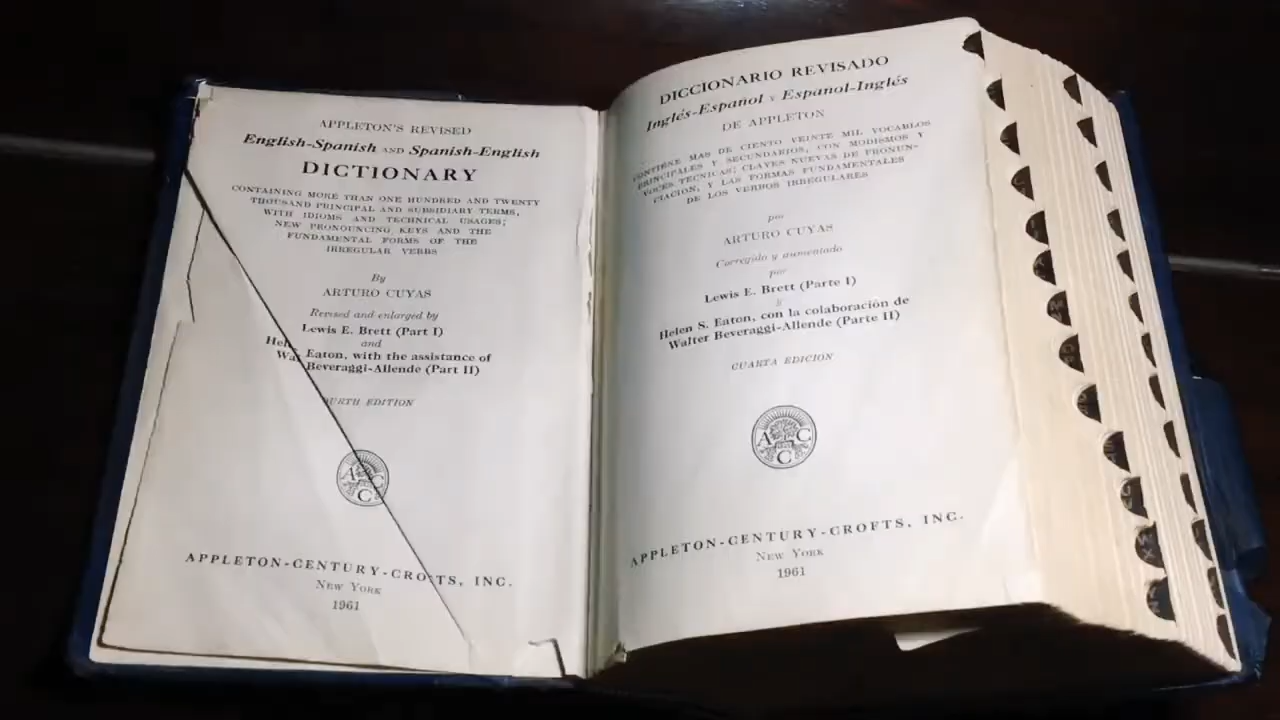 APPLETON'S REVISED
English-Spanish AND Spanish-English
DICTIONARY
CONTAINING MORE THAN ONE HUNDRED AND TWENTY
THOUSAND PRINCIPAL AND SUBSIDIARY TERMS,
WITH IDIOMS AND TECHNICAL USAGES;
NEW PRONOUNCING KEYS AND THE
FUNDAMENTAL FORMS OF THE
IRREGULAR VERBS
By
ARTURO CUYAS
Revised and enlarged by
Lewis E. Brett (Part I)
and
Eaton, with the assistance of
Beveraggi-Allende (Part II)
EDITION
A C C
APPLETON-CENTURY-CROFTS, INC.
NEW YORK
1961
DICCIONARIO REVISADO
Inglés-Español Y Español-Inglés
DE APPLETON
CONTIENE MAS DE CIENTO VEINTE MIL VOCABLOS
PRINCIPALES Y SECUNDARIOS, CON MODISMOS Y
VOCES TECNICAS; CLAVES NUEVAS DE PRONUN-
CIACION, Y LAS FORMAS FUNDAMENTALES
DE LOS VERBOS IRREGULARES
por
ARTURO CUYAS
Corregido y aumentado
por
Lewis E. Brett (Parte I)
y
Helen S. Eaton, con la colaboración de
Walter Beveraggi-Allende (Parte II)
CUARTA EDICION
A C C
APPLETON-CENTURY-CROFTS, INC.
NEW YORK
1961